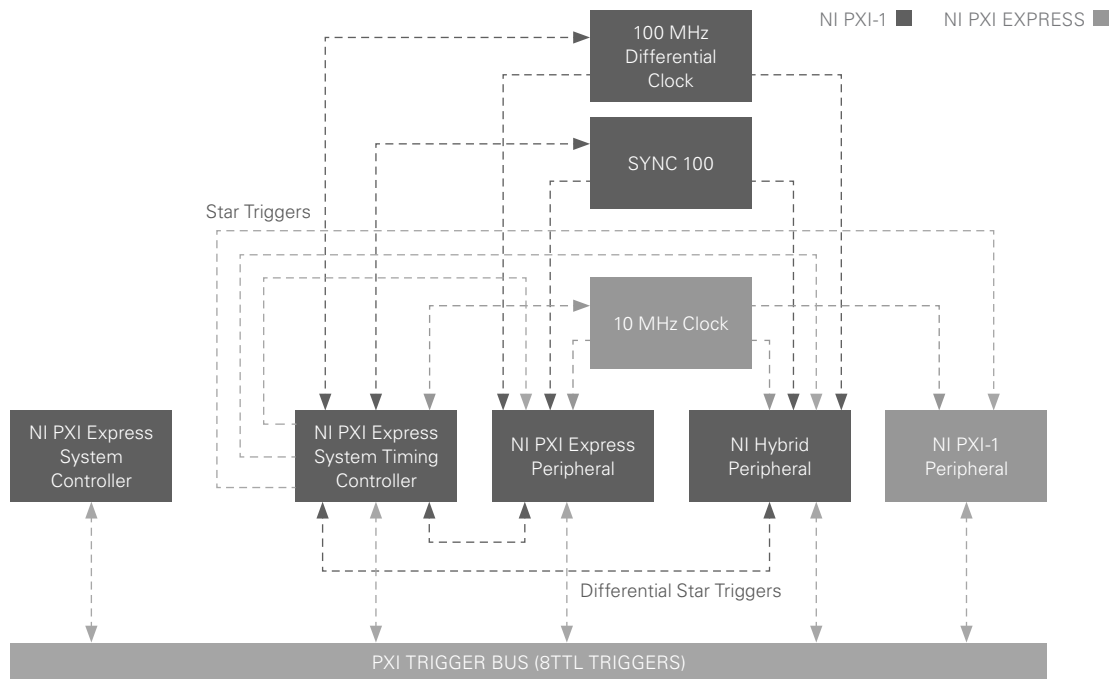 NI PXI-1
NI PXI EXPRESS
100 MHz
Differential
Clock
SYNC 100
Star Triggers
10 MHz Clock
NI PXI Express
System
Controller
NI PXI Express
System Timing
Controller
NI PXI Express
Peripheral
NI Hybrid
Peripheral
NI PXI-1
Peripheral
Differential Star Triggers
PXI TRIGGER BUS (8TTL TRIGGERS)